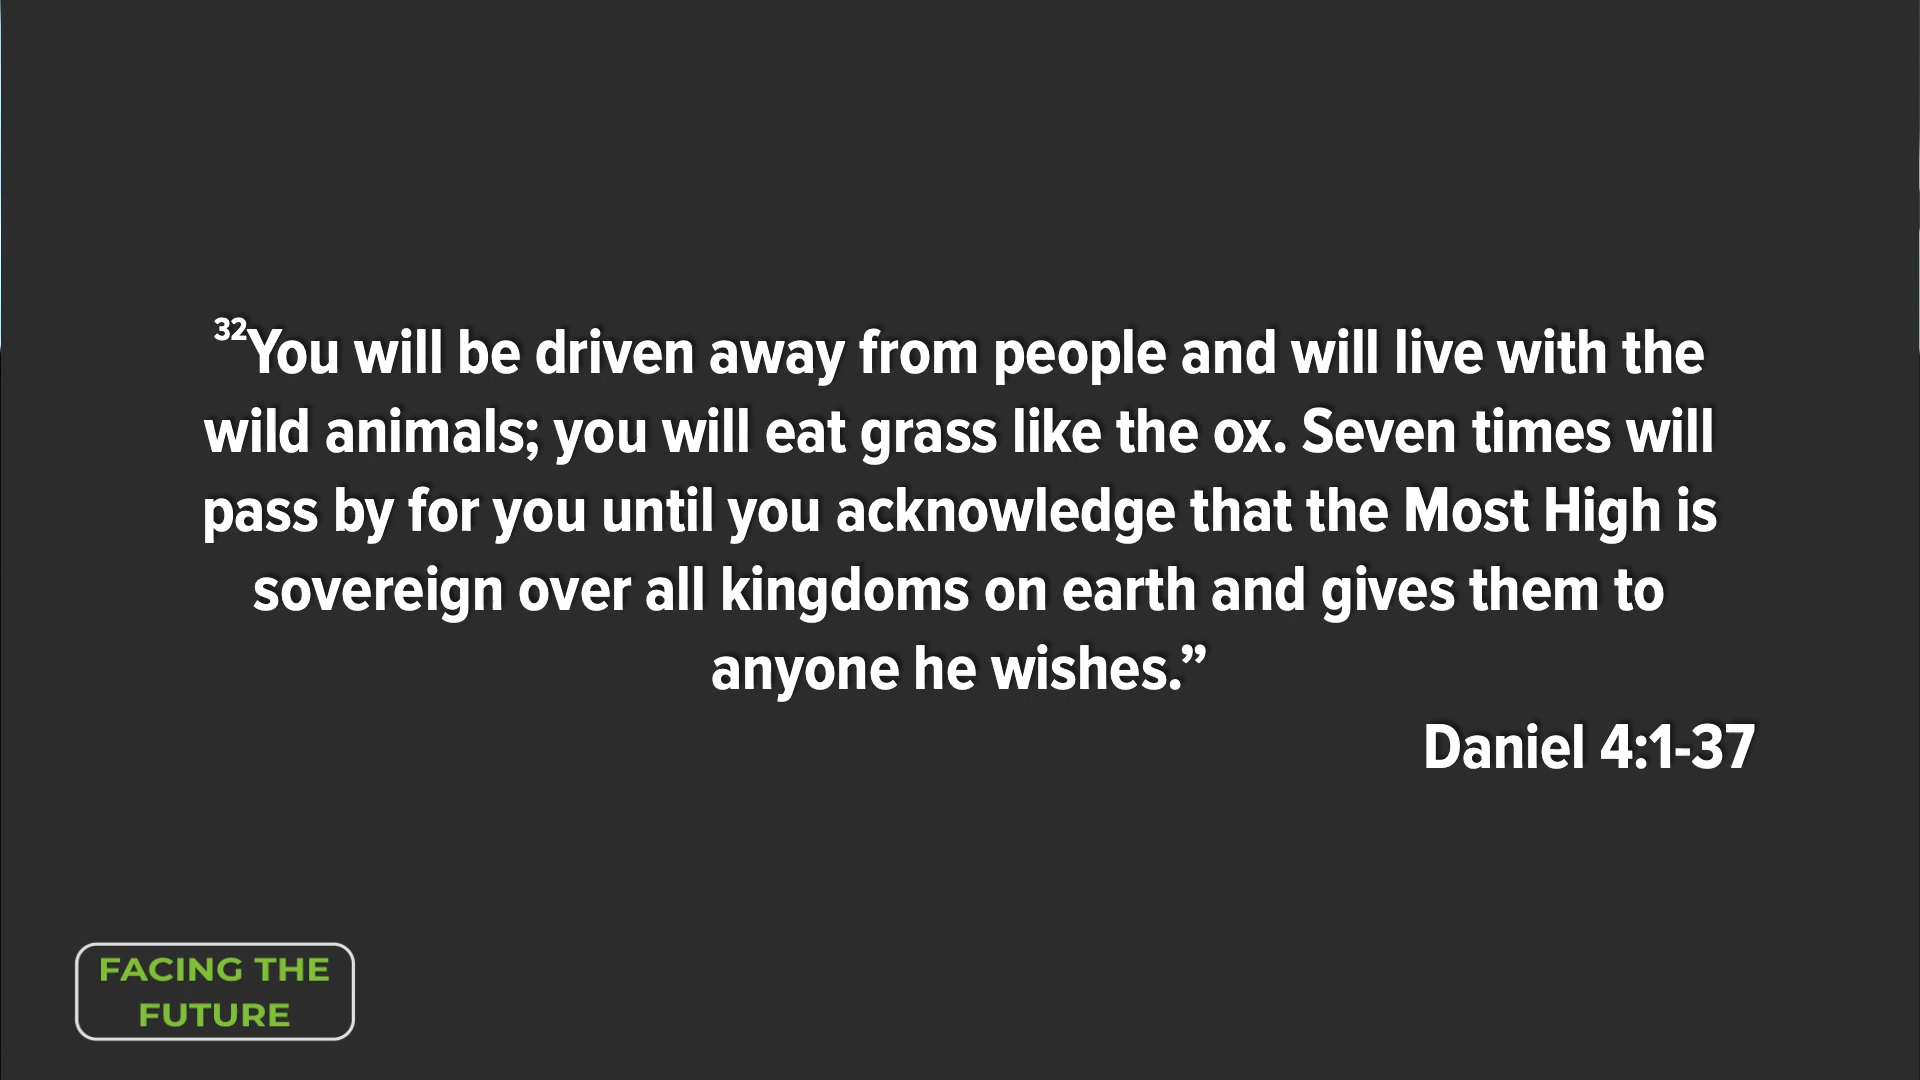 32You will be driven away from people and will live with the
wild animals; you will eat grass like the ox. Seven times will
pass by for you until you acknowledge that the Most High is
sovereign over all kingdoms on earth and gives them to
anyone he wishes.”
Daniel 4:1-37
FACING THE
FUTURE